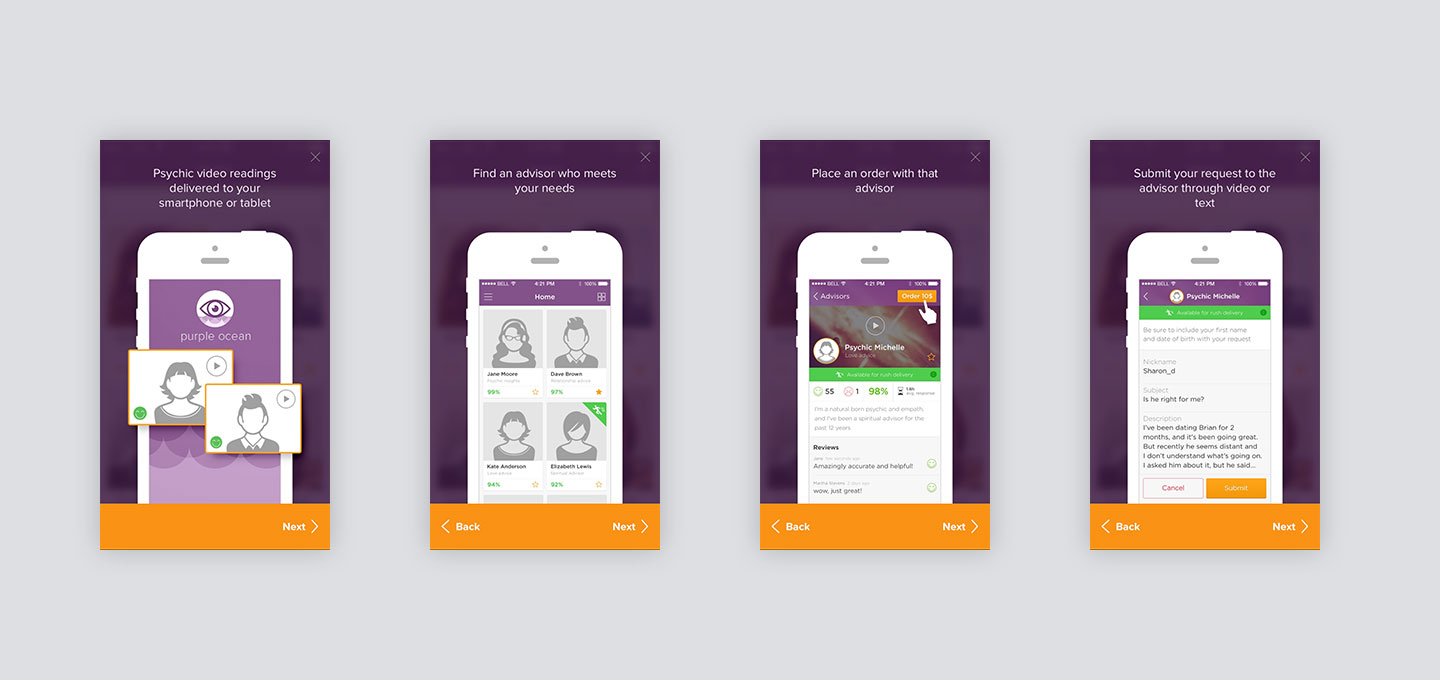 Psychic video readings
delivered to your
smartphone or tablet
purple ocean
Next
Find an advisor who meets
your needs
BELL 4:21 PM 100%
Home
Jane Moore
Psychic insights
99%
Dave Brown
Relationship advice
97%
Kate Anderson
Love advice
94%
Elizabeth Lewis
Spiritual Advisor
92%
Back
Next
Place an order with that
advisor
BELL 4:21 PM 100%
Advisors
Order 10$
Psychic Michelle
Love advice
Available for rush delivery
55 1 98% 1.6h
avg. response
I'm a natural born psychic and empath,
and I've been a spiritual advisor for the
past 12 years
Reviews
Amazingly accurate and helpful!
Martha Stevens 2 days ago
wow, just great!
Back
Next
Submit your request to the
advisor through video or
text
BELL 4:21 PM 100%
Psychic Michelle
Available for rush delivery
Be sure to include your first name
and date of birth with your request
Nickname
Sharon_d
Subject
Is he right for me?
Description
I've been dating Brian for 2
months, and it's been going great.
But recently he seems distant and
I don't understand what's going on.
I asked him about it, but he said...
Cancel
Submit
Back
Next